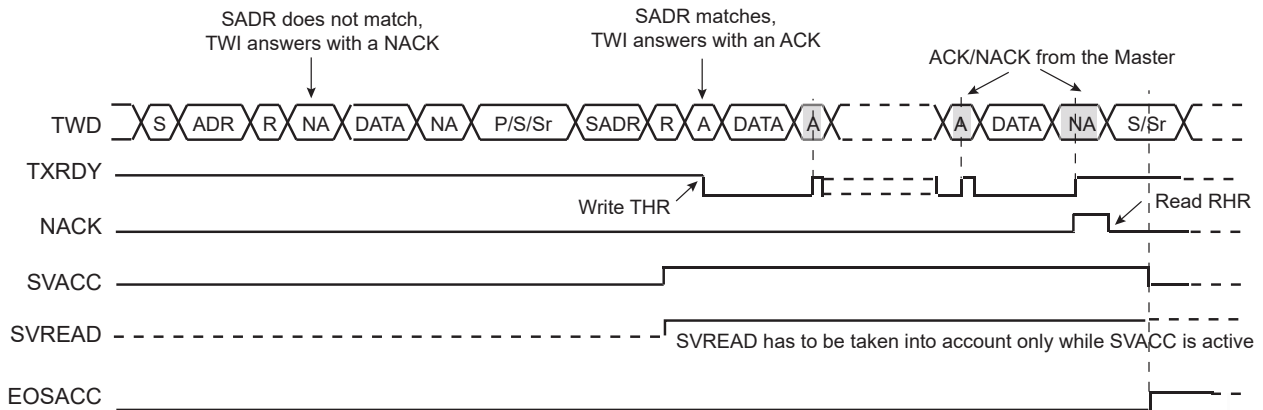 SADR does not match,
TWI answers with a NACK
SADR matches,
TWI answers with an ACK
ACK/NACK from the Master
TWD S ADR R NA DATA NA P/S/Sr SADR R A DATA A A DATA NA S/Sr
TXRDY
Write THR
Read RHR
NACK
SVACC
SVREAD
SVREAD has to be taken into account only while SVACC is active
EOSACC